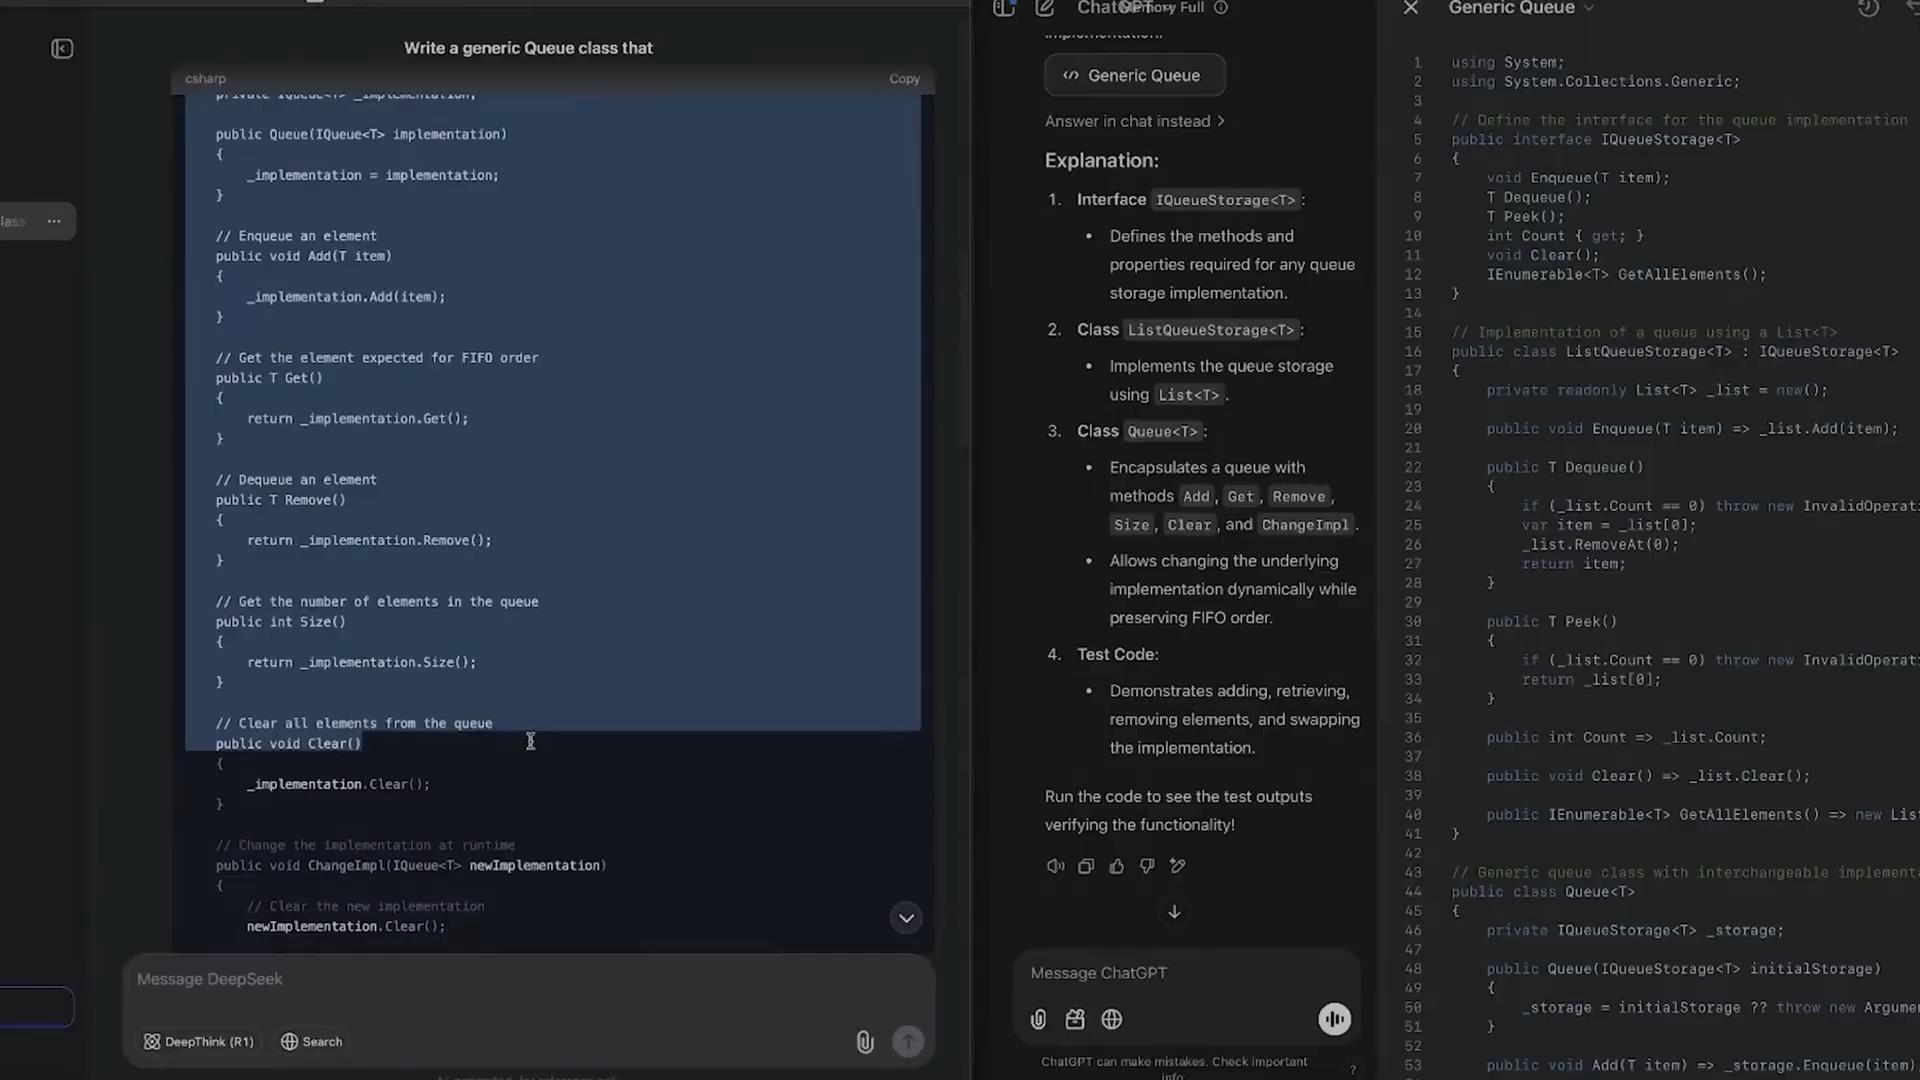 Write a generic Queue class that
lass
csharp
Copy
private IQueue<T> _implementation;
public Queue(IQueue<T> implementation)
{
_implementation = implementation;
}
// Enqueue an element
public void Add(T item)
{
_implementation.Add(item);
}
// Get the element expected for FIFO order
public T Get()
{
return _implementation.Get();
}
// Dequeue an element
public T Remove()
{
return _implementation.Remove();
}
// Get the number of elements in the queue
public int Size()
{
return _implementation.Size();
}
// Clear all elements from the queue
public void Clear()
{
_implementation.Clear();
}
// Change the implementation at runtime
public void ChangeImpl(IQueue<T> newImplementation)
{
// Clear the new implementation
newImplementation.Clear();
Message DeepSeek
DeepThink (R1)
Search
ChatGPT
Memory Full
implementation.
Generic Queue
Answer in chat instead >
Explanation:
1. Interface IQueueStorage<T>:
• Defines the methods and
properties required for any queue
storage implementation.
2. Class ListQueueStorage<T>:
• Implements the queue storage
using List<T>.
3. Class Queue<T>:
• Encapsulates a queue with
methods Add, Get, Remove,
Size, Clear, and ChangeImpl.
• Allows changing the underlying
implementation dynamically while
preserving FIFO order.
4. Test Code:
• Demonstrates adding, retrieving,
removing elements, and swapping
the implementation.
Run the code to see the test outputs
verifying the functionality!
Message ChatGPT
ChatGPT can make mistakes. Check important
info.
?
Generic Queue
1 using System;
2 using System.Collections.Generic;
3
4 // Define the interface for the queue implementation
5 public interface IQueueStorage<T>
6 {
7 void Enqueue(T item);
8 T Dequeue();
9 T Peek();
10 int Count { get; }
11 void Clear();
12 IEnumerable<T> GetAllElements();
13 }
14
15 // Implementation of a queue using a List<T>
16 public class ListQueueStorage<T> : IQueueStorage<T>
17 {
18 private readonly List<T> _list = new();
19
20 public void Enqueue(T item) => _list.Add(item);
21
22 public T Dequeue()
23 {
24 if (_list.Count == 0) throw new InvalidOperati
25 var item = _list[0];
26 _list.RemoveAt(0);
27 return item;
28 }
29
30 public T Peek()
31 {
32 if (_list.Count == 0) throw new InvalidOperati
33 return _list[0];
34 }
35
36 public int Count => _list.Count;
37
38 public void Clear() => _list.Clear();
39
40 public IEnumerable<T> GetAllElements() => new List
41 }
42
43 // Generic queue class with interchangeable implementa
44 public class Queue<T>
45 {
46 private IQueueStorage<T> _storage;
47
48 public Queue(IQueueStorage<T> initialStorage)
49 {
50 _storage = initialStorage ?? throw new Argumen
51 }
52
53 public void Add(T item) => _storage.Enqueue(item)